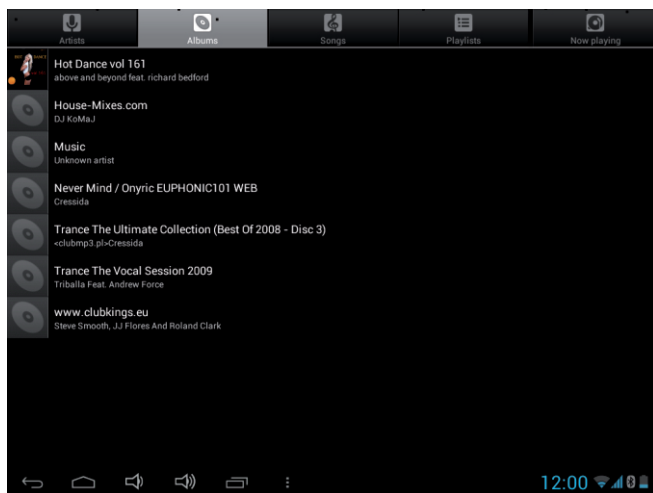 Artists
Albums
Songs
Playlists
Now playing
Hot Dance vol 161
above and beyond feat. richard bedford
House-Mixes.com
DJ KoMaJ
Music
Unknown artist
Never Mind / Onyric EUPHONIC101 WEB
Cressida
Trance The Ultimate Collection (Best Of 2008 - Disc 3)
<clubmp3.pl>Cressida
Trance The Vocal Session 2009
Triballa Feat. Andrew Force
www.clubkings.eu
Steve Smooth, JJ Flores And Roland Clark
12:00